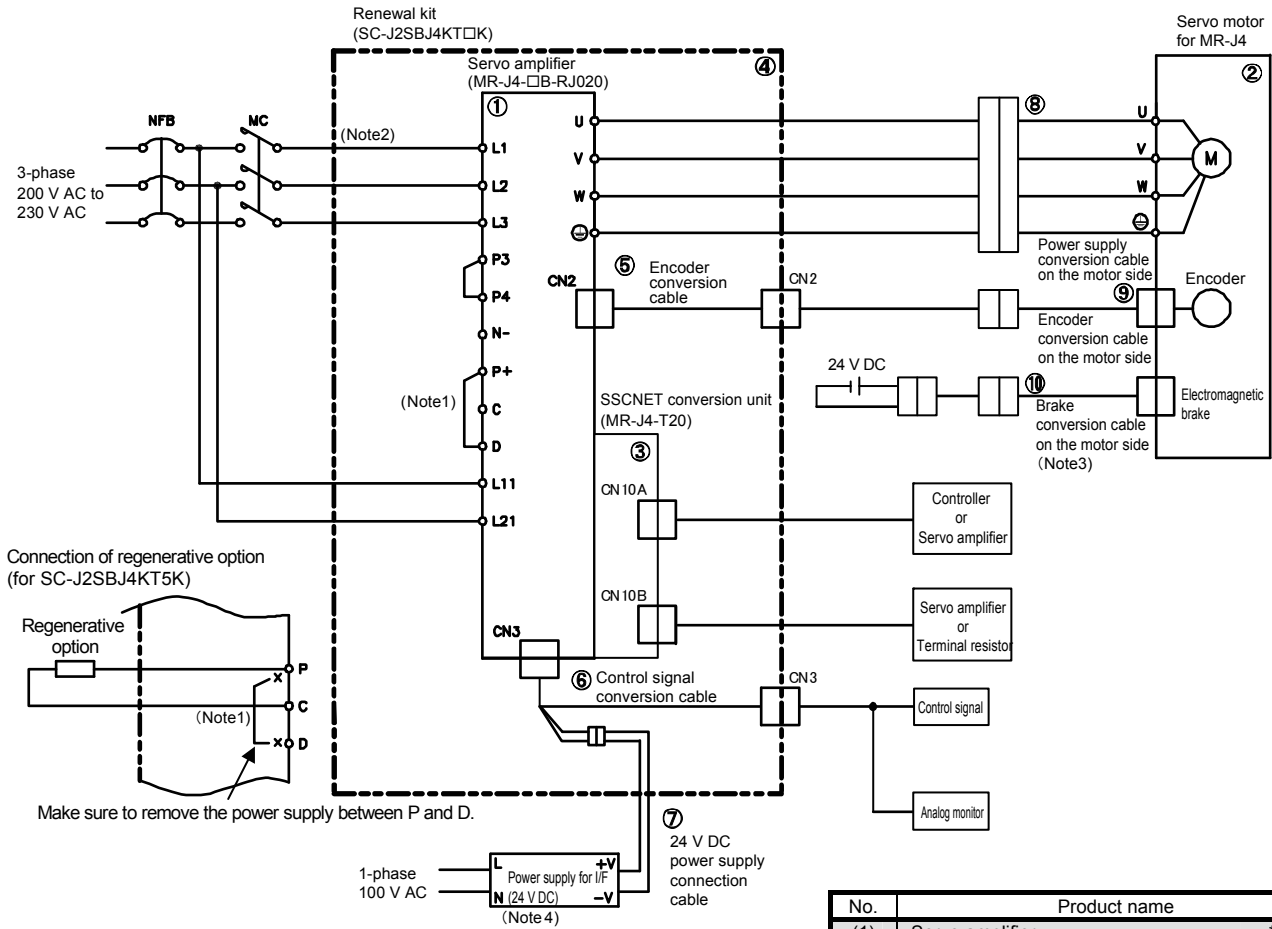 Renewal kit
(SC-J2SBJ4KT□K)
Servo motor
for MR-J4
Servo amplifier
(MR-J4-□B-RJ020)
④
②
①
⑧
NFB
MC
(Note2)
3-phase
200 V AC to
230 V AC
L1
L2
L3
P3
P4
N-
P+
C
D
L11
L21
(Note1)
U
V
W
U
V
W
M
Power supply
conversion cable
on the motor side
CN2
⑤
Encoder
conversion
cable
CN2
⑨
Encoder
Encoder
conversion cable
on the motor side
24 V DC
⑩
Brake
conversion cable
on the motor side
(Note3)
Electromagnetic
brake
SSCNET conversion unit
(MR-J4-T20)
③
CN10A
Controller
or
Servo amplifier
CN10B
Servo amplifier
or
Terminal resistor
CN3
⑥ Control signal
conversion cable
CN3
Control signal
Analog monitor
Connection of regenerative option
(for SC-J2SBJ4KT5K)
Regenerative
option
P
C
D
(Note1)
Make sure to remove the power supply between P and D.
⑦
24 V DC
power supply
connection
cable
1-phase
100 V AC
L
+V
Power supply for I/F
N (24 V DC)
−V
(Note 4)
No.
Product name